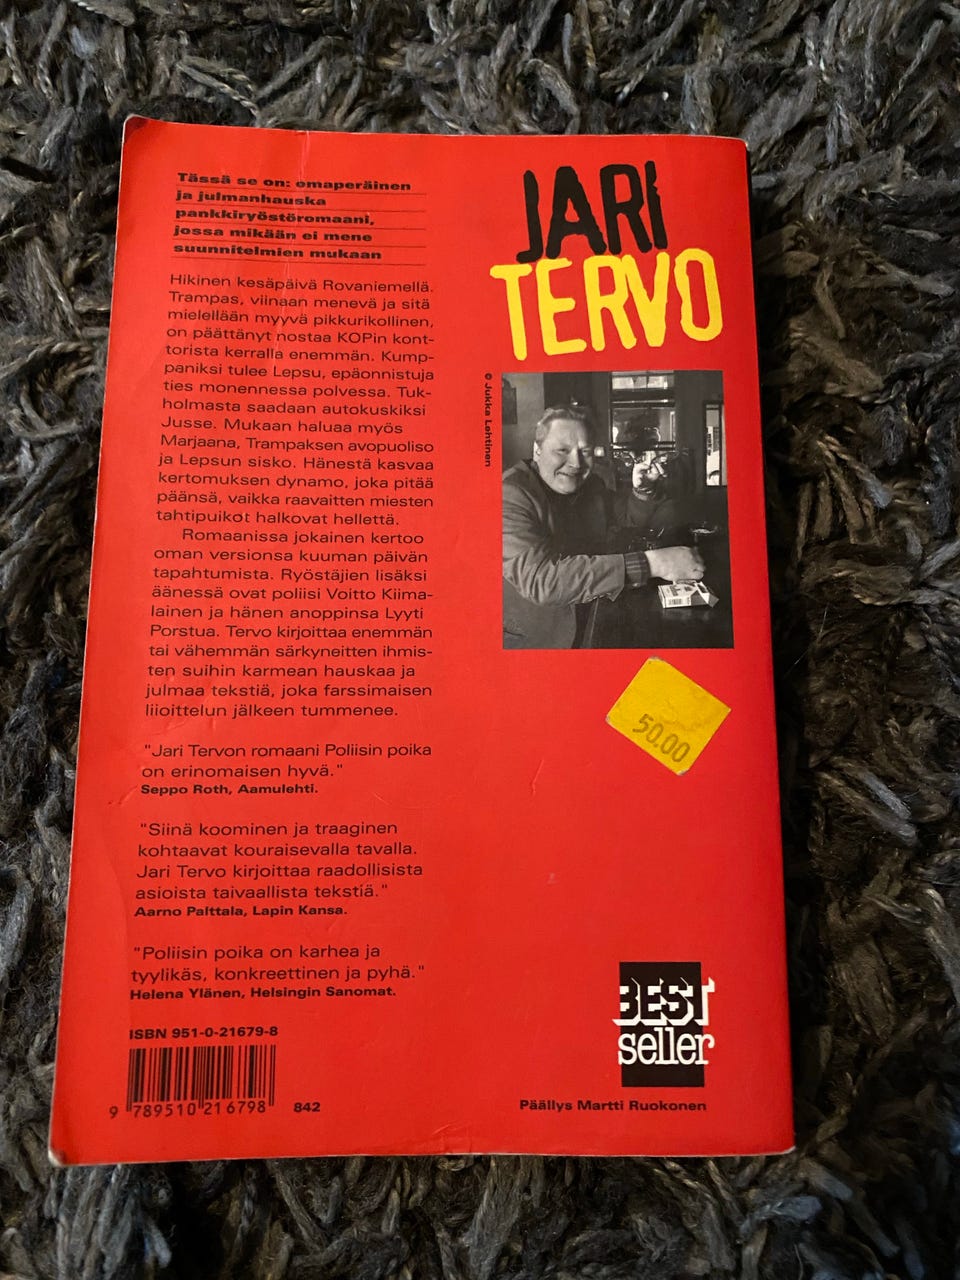 Tässä se on: omaperäinen
ja julmanhauska
pankkiryöstöromaani,
jossa mikään ei mene
suunnitelmien mukaan
Hikinen kesäpäivä Rovaniemellä.
Trampas, viinaan menevä ja sitä
mielellään myyvä pikkurikollinen,
on päättänyt nostaa KOPin kont-
torista kerralla enemmän. Kump-
paniksi tulee Lepsu, epäonnistuja
ties monennessa polvessa. Tuk-
holmasta saadaan autokuskiksi
Jusse. Mukaan haluaa myös
Marjaana, Trampaksen avopuoliso
ja Lepsun sisko. Hänestä kasvaa
kertomuksen dynamo, joka pitää
päänsä, vaikka raavaitten miesten
tahtipuikot halkovat hellettä.
Romaanissa jokainen kertoo
oman versionsa kuuman päivän
tapahtumista. Ryöstäjien lisäksi
äänessä ovat poliisi Voitto Kiima-
lainen ja hänen anoppinsa Lyyti
Porstua. Tervo kirjoittaa enemmän
tai vähemmän särkyneitten ihmis-
ten suihin karmean hauskaa ja
julmaa tekstiä, joka farssimaisen
liioittelun jälkeen tummenee.
"Jari Tervon romaani Poliisin poika
on erinomaisen hyvä."
Seppo Roth, Aamulehti.
"Siinä koominen ja traaginen
kohtaavat kouraisevalla tavalla.
Jari Tervo kirjoittaa raadollisista
asioista taivaallista tekstiä."
Aarno Palttala, Lapin Kansa.
"Poliisin poika on karhea ja
tyylikäs, konkreettinen ja pyhä."
Helena Ylänen, Helsingin Sanomat.
ISBN 951-0-21679-8
9 789510 216798
842
JARI
TERVO
© Jukka Lehtinen
50.00
BEST
seller
Päällys Martti Ruokonen